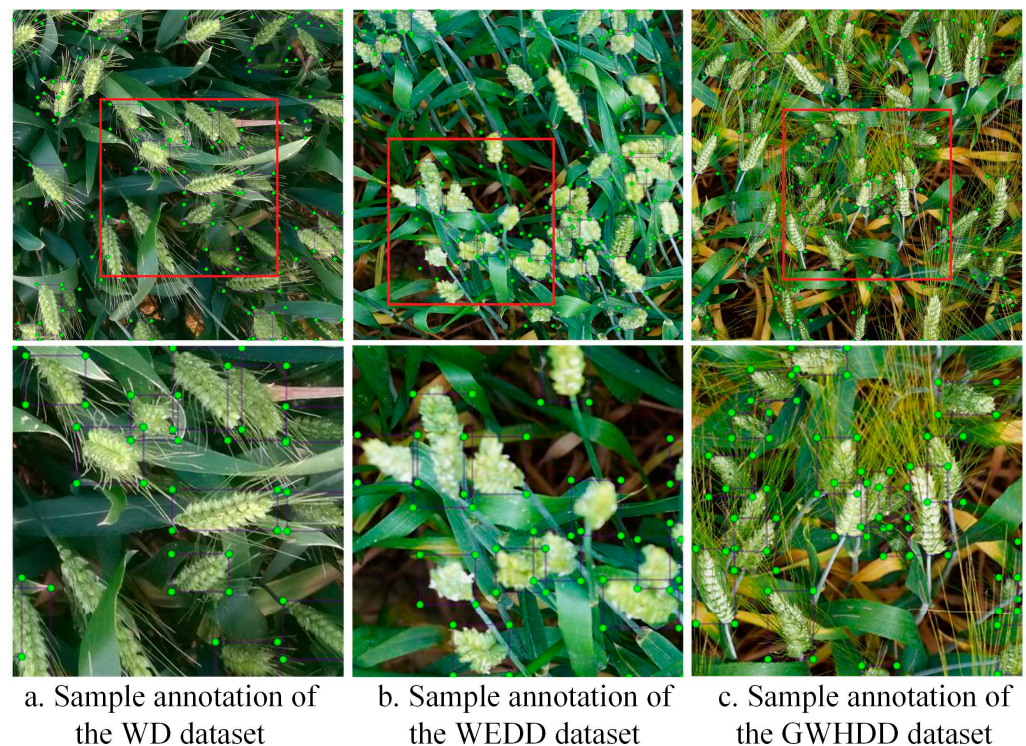 a. Sample annotation of
the WD dataset
b. Sample annotation of
the WEDD dataset
c. Sample annotation of
the GWHDD dataset